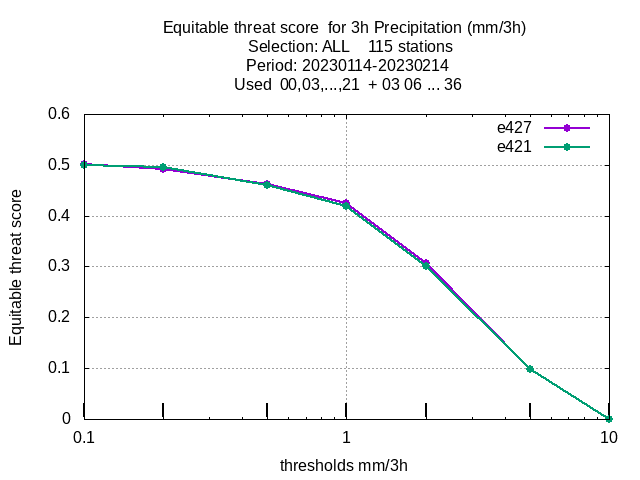 Equitable threat score  for 3h Precipitation (mm/3h)
Selection: ALL    115 stations
Period: 20230114-20230214
Used  00,03,...,21  + 03 06 ... 36
e427
e421
0.6
0.5
0.4
0.3
0.2
0.1
0
Equitable threat score
0.1
1
10
thresholds mm/3h